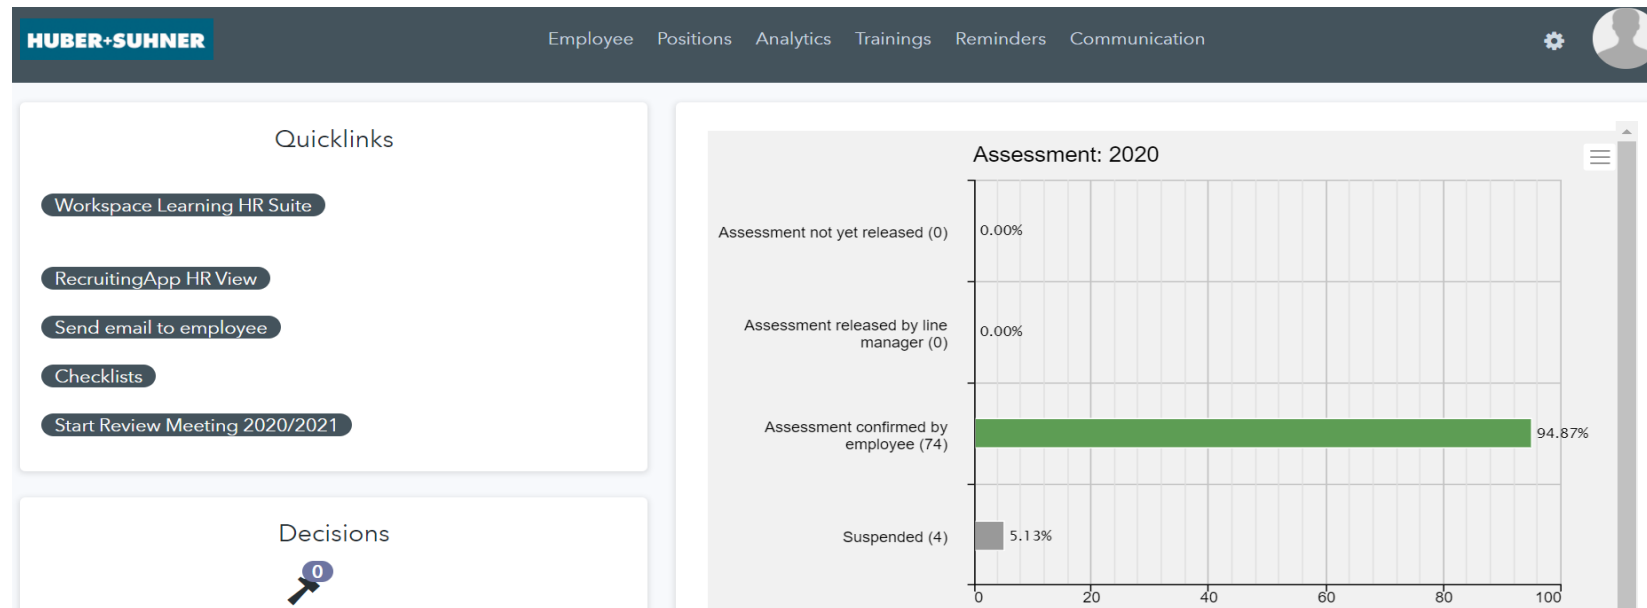 HUBER+SUHNER
Employee Positions Analytics Trainings Reminders Communication
Quicklinks
Workspace Learning HR Suite
RecruitingApp HR View
Send email to employee
Checklists
Start Review Meeting 2020/2021
Decisions
0
Assessment: 2020
Assessment not yet released (0)
0.00%
Assessment released by line
manager (0)
0.00%
Assessment confirmed by
employee (74)
94.87%
Suspended (4)
5.13%
0 20 40 60 80 100